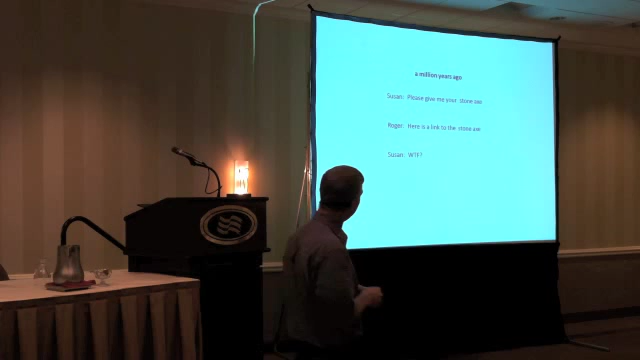 a million years ago
Susan: Please give me your stone axe
Roger: Here is a link to the stone axe
Susan: WTF?